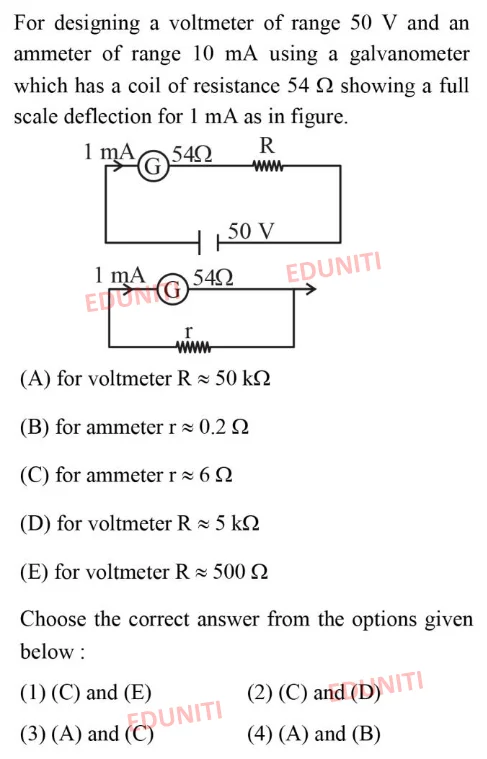 For designing a voltmeter of range 50 V and an
ammeter of range 10 mA using a galvanometer
which has a coil of resistance 54 Ω showing a full
scale deflection for 1 mA as in figure.
1 mA G 54Ω R
50 V
EDUNITI
1 mA G 54Ω
EDUNITI
r
(A) for voltmeter R ≈ 50 kΩ
(B) for ammeter r ≈ 0.2 Ω
(C) for ammeter r ≈ 6 Ω
(D) for voltmeter R ≈ 5 kΩ
(E) for voltmeter R ≈ 500 Ω
Choose the correct answer from the options given
below :
(1) (C) and (E) (2) (C) and (D)
EDUNITI
(3) (A) and (C) (4) (A) and (B)
EDUNITI